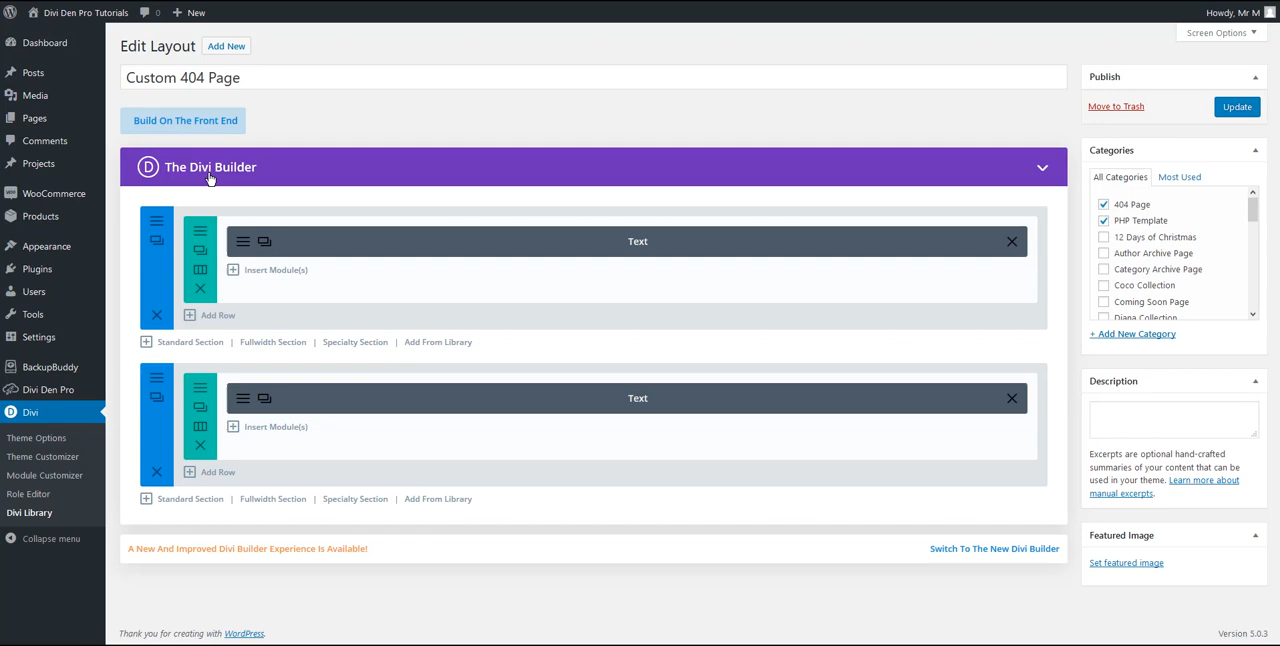 Divi Den Pro Tutorials 0 New Howdy, Mr M
Screen Options
Dashboard
Posts
Media
Pages
Comments
Projects
WooCommerce
Products
Appearance
Plugins
Users
Tools
Settings
BackupBuddy
Divi Den Pro
Divi
Theme Options
Theme Customizer
Module Customizer
Role Editor
Divi Library
Collapse menu
Edit Layout Add New
Custom 404 Page
Build On The Front End
D The Divi Builder
Text
Insert Module(s)
Add Row
Standard Section | Fullwidth Section | Specialty Section | Add From Library
Text
Insert Module(s)
Add Row
Standard Section | Fullwidth Section | Specialty Section | Add From Library
A New And Improved Divi Builder Experience Is Available! Switch To The New Divi Builder
Publish
Move to Trash Update
Categories
All Categories Most Used
404 Page
PHP Template
12 Days of Christmas
Author Archive Page
Category Archive Page
Coco Collection
Coming Soon Page
Diana Collection
+ Add New Category
Description
Excerpts are optional hand-crafted
summaries of your content that can be
used in your theme. Learn more about
manual excerpts.
Featured Image
Set featured image
Thank you for creating with WordPress. Version 5.0.3